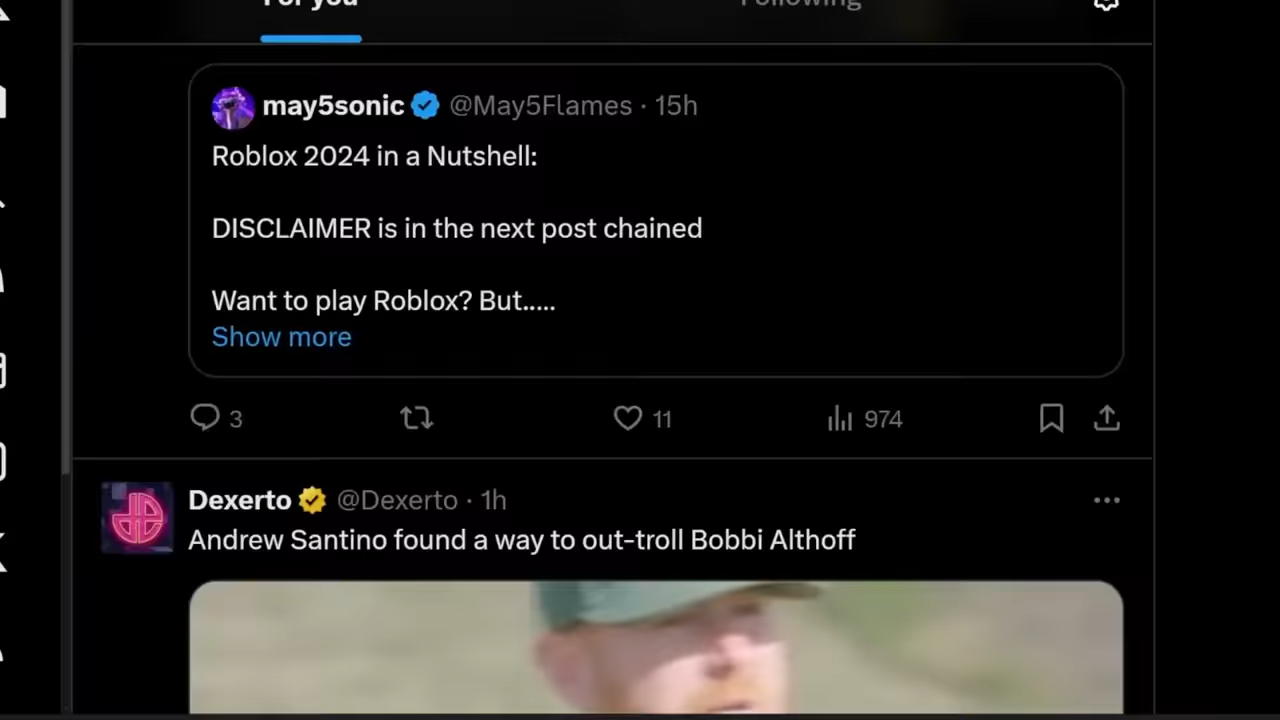 For you Following
may5sonic @May5Flames · 15h
Roblox 2024 in a Nutshell:
DISCLAIMER is in the next post chained
Want to play Roblox? But.....
Show more
3 11 974
Dexerto @Dexerto · 1h
Andrew Santino found a way to out-troll Bobbi Althoff